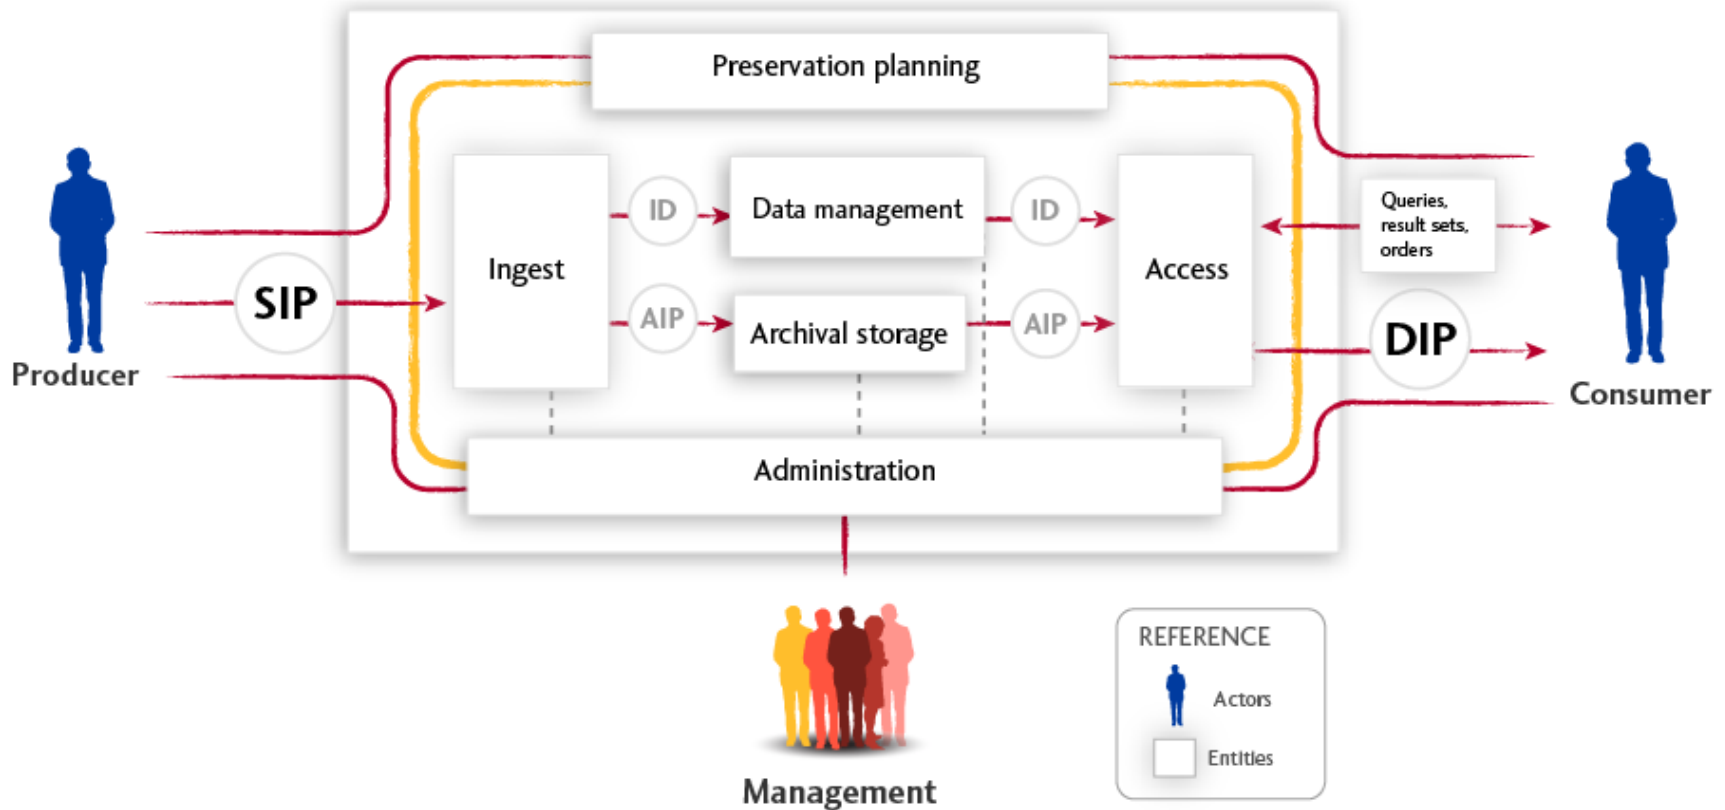 Preservation planning
ID
Data management
ID
Queries,
result sets,
orders
Ingest
Access
SIP
AIP
Archival storage
AIP
DIP
Producer
Consumer
Administration
Management
REFERENCE
Actors
Entities